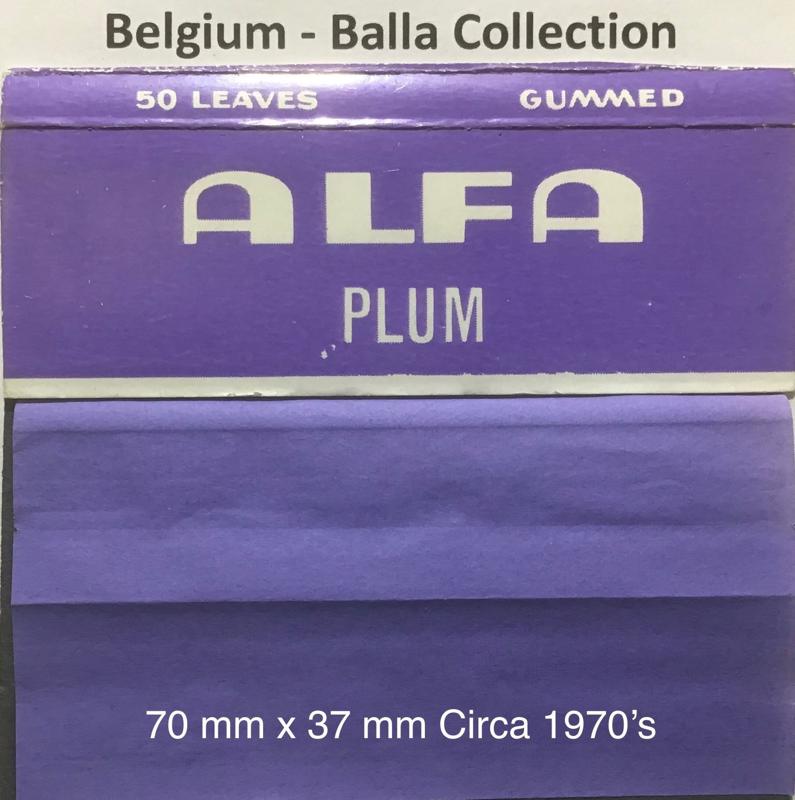 Belgium - Balla Collection
50 LEAVES GUMMED
ALFA
PLUM
70 mm x 37 mm Circa 1970’s